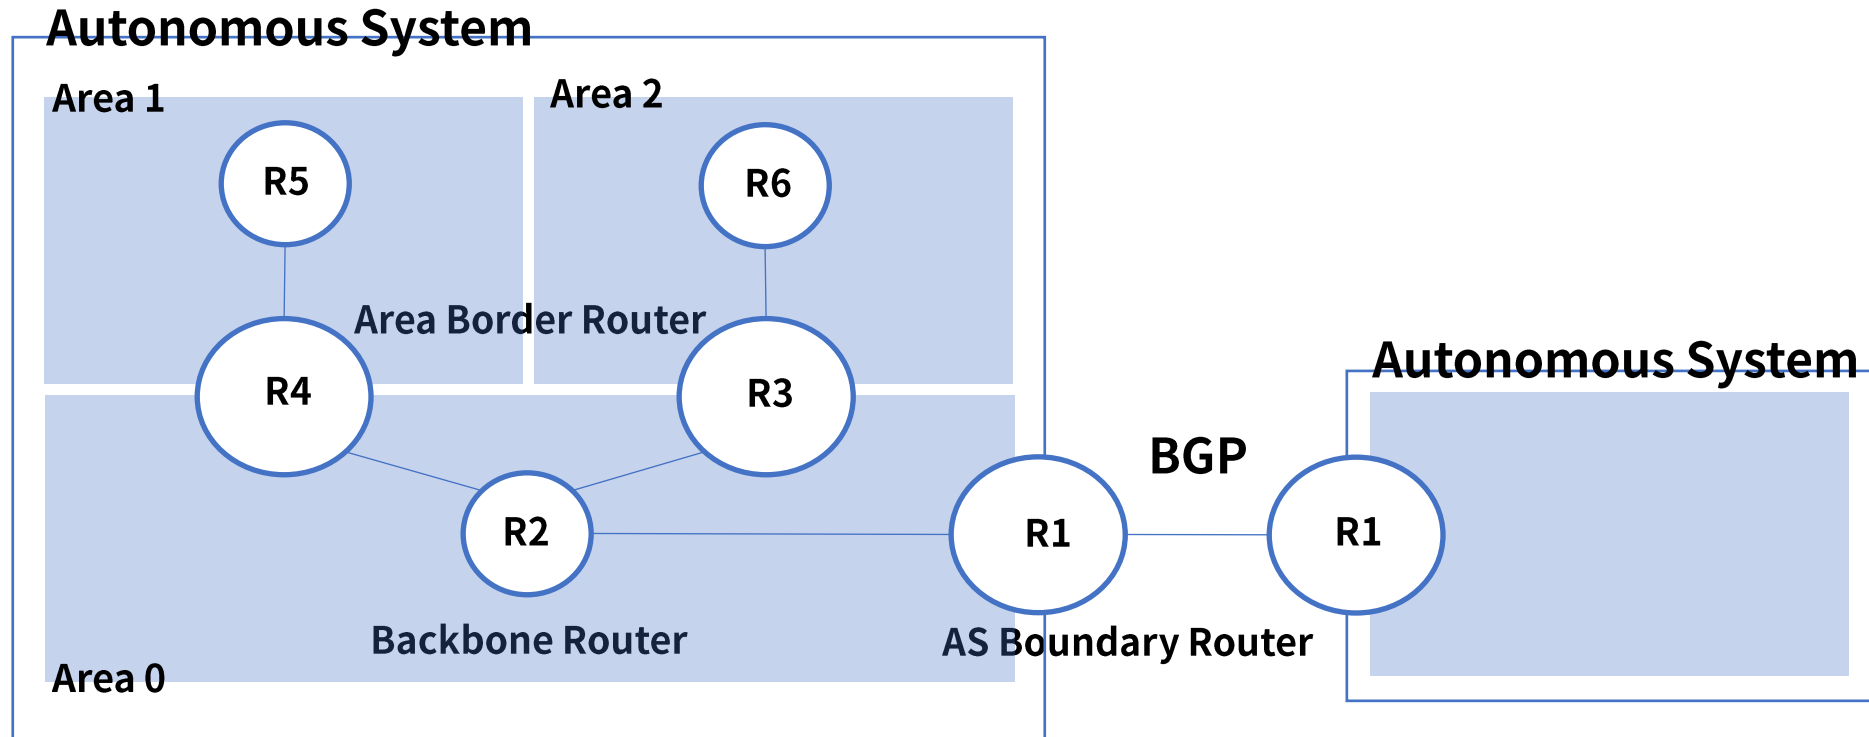 Autonomous System
Area 1
Area 2
R5
R6
Area Border Router
R4
R3
Autonomous System
BGP
R2
R1
R1
Backbone Router
AS Boundary Router
Area 0